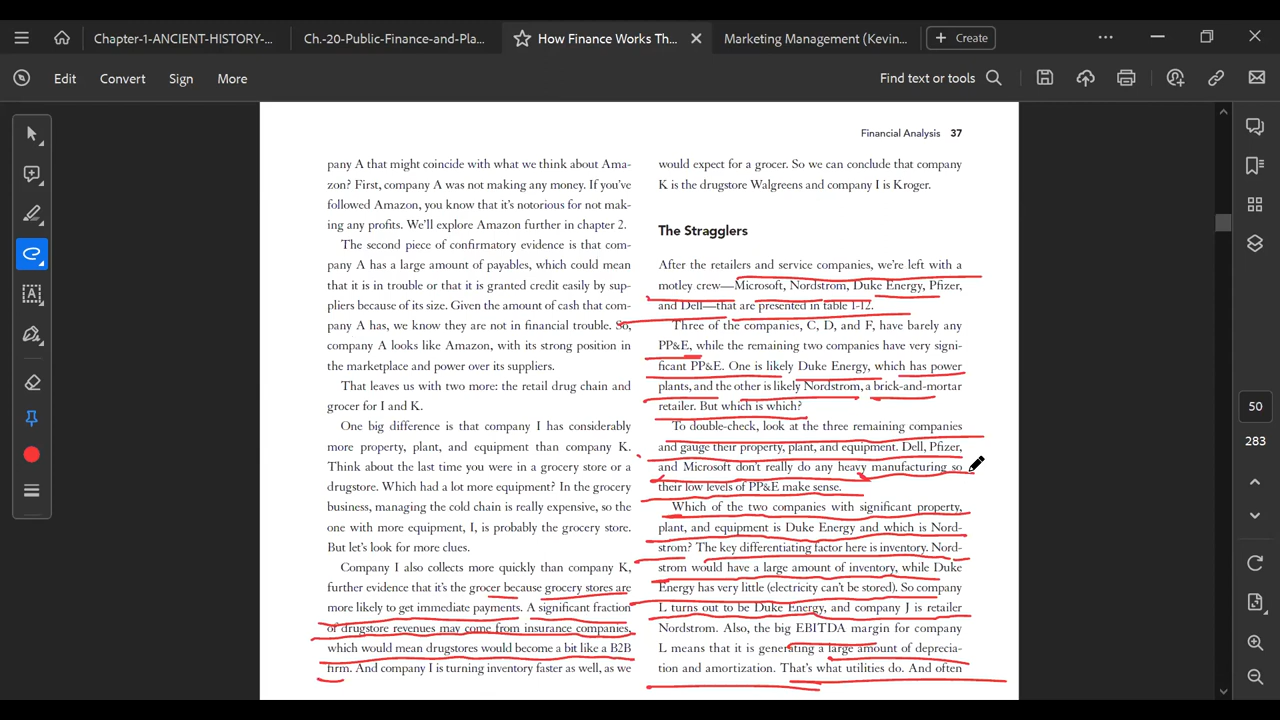 Chapter-1-ANCIENT-HISTORY-...
Ch.-20-Public-Finance-and-Pla...
How Finance Works Th...
Marketing Management (Kevin...
Create
Edit
Convert
Sign
More
Find text or tools
Financial Analysis 37
pany A that might coincide with what we think about Ama-
zon? First, company A was not making any money. If you've
followed Amazon, you know that it's notorious for not mak-
ing any profits. We'll explore Amazon further in chapter 2.
The second piece of confirmatory evidence is that com-
pany A has a large amount of payables, which could mean
that it is in trouble or that it is granted credit easily by sup-
pliers because of its size. Given the amount of cash that com-
pany A has, we know they are not in financial trouble. So,
company A looks like Amazon, with its strong position in
the marketplace and power over its suppliers.
That leaves us with two more: the retail drug chain and
grocer for I and K.
One big difference is that company I has considerably
more property, plant, and equipment than company K.
Think about the last time you were in a grocery store or a
drugstore. Which had a lot more equipment? In the grocery
business, managing the cold chain is really expensive, so the
one with more equipment, I, is probably the grocery store.
But let's look for more clues.
Company I also collects more quickly than company K,
further evidence that it's the grocer because grocery stores are
more likely to get immediate payments. A significant fraction
of drugstore revenues may come from insurance companies,
which would mean drugstores would become a bit like a B2B
firm. And company I is turning inventory faster as well, as we
would expect for a grocer. So we can conclude that company
K is the drugstore Walgreens and company I is Kroger.
The Stragglers
After the retailers and service companies, we're left with a
motley crew—Microsoft, Nordstrom, Duke Energy, Pfizer,
and Dell—that are presented in table 1-12.
Three of the companies, C, D, and F, have barely any
PP&E, while the remaining two companies have very signi-
ficant PP&E. One is likely Duke Energy, which has power
plants, and the other is likely Nordstrom, a brick-and-mortar
retailer. But which is which?
To double-check, look at the three remaining companies
and gauge their property, plant, and equipment. Dell, Pfizer,
and Microsoft don't really do any heavy manufacturing so
their low levels of PP&E make sense.
Which of the two companies with significant property,
plant, and equipment is Duke Energy and which is Nord-
strom? The key differentiating factor here is inventory. Nord-
strom would have a large amount of inventory, while Duke
Energy has very little (electricity can't be stored). So company
L turns out to be Duke Energy, and company J is retailer
Nordstrom. Also, the big EBITDA margin for company
L means that it is generating a large amount of deprecia-
tion and amortization. That's what utilities do. And often
50
283